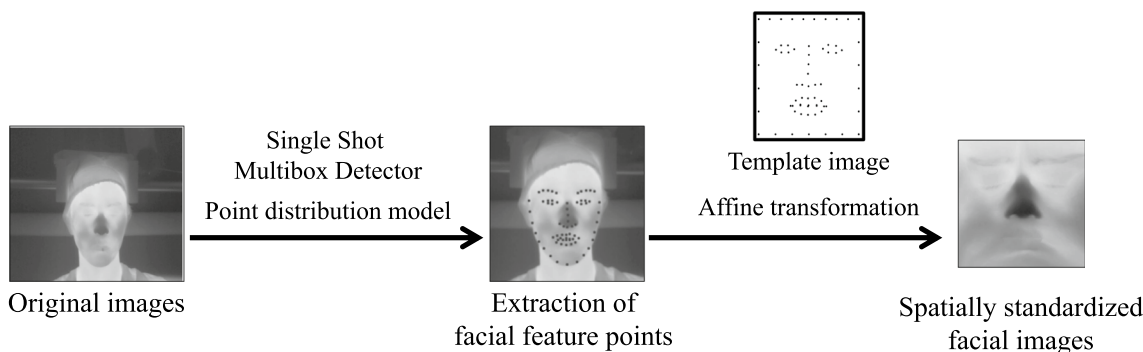 Original images
Single Shot
Multibox Detector
Point distribution model
Extraction of
facial feature points
Template image
Affine transformation
Spatially standardized
facial images